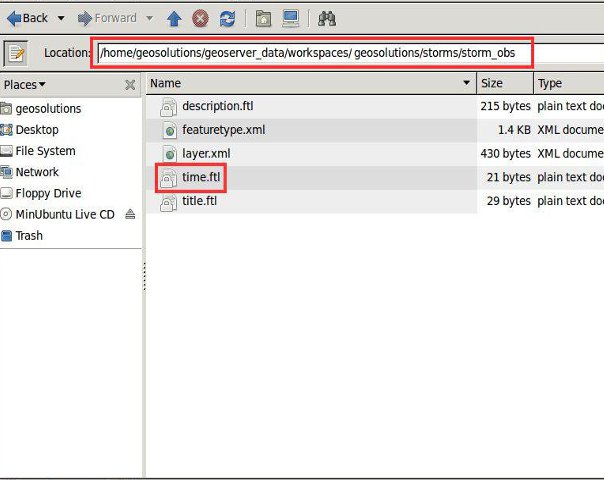 Back Forward
Location: /home/geosolutions/geoserver_data/workspaces/ geosolutions/storms/storm_obs
Places Name Size Type
geosolutions description.ftl 215 bytes plain text doc
Desktop featuretype.xml 1.4 KB XML docume
File System layer.xml 430 bytes XML docume
Network time.ftl 21 bytes plain text doc
Floppy Drive title.ftl 29 bytes plain text doc
MinUbuntu Live CD
Trash